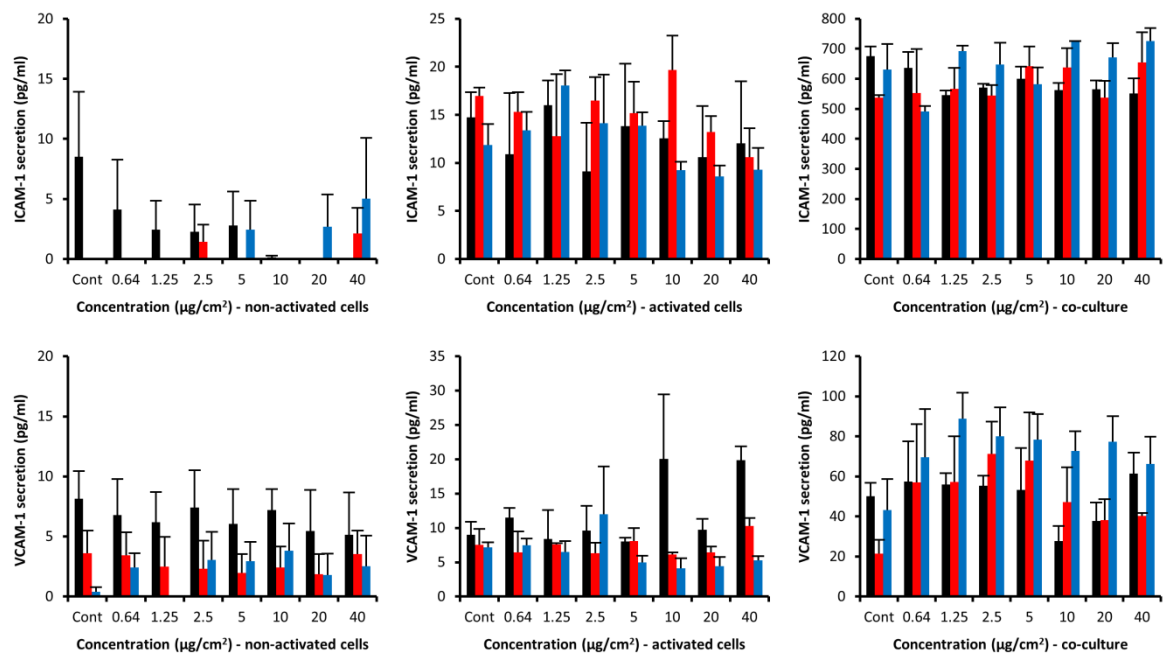 ICAM-1 secretion (pg/ml)
20
15
10
5
0
Cont 0.64 1.25 2.5 5 10 20 40
Concentration (µg/cm²) - non-activated cells
ICAM-1 secretion (pg/ml)
25
20
15
10
5
0
Cont 0.64 1.25 2.5 5 10 20 40
Concentation (µg/cm²) - activated cells
ICAM-1 secretion (pg/ml)
800
700
600
500
400
300
200
100
0
Cont 0.64 1.25 2.5 5 10 20 40
Concentration (µg/cm²) - co-culture
VCAM-1 secretion (pg/ml)
20
15
10
5
0
Cont 0.64 1.25 2.5 5 10 20 40
Concentration (µg/cm²) - non-activated cells
VCAM-1 secretion (pg/ml)
35
30
25
20
15
10
5
0
Cont 0.64 1.25 2.5 5 10 20 40
Concentration (µg/cm²) - activated cells
VCAM-1 secretion (pg/ml)
120
100
80
60
40
20
0
Cont 0.64 1.25 2.5 5 10 20 40
Concentration (µg/cm²) - co-culture